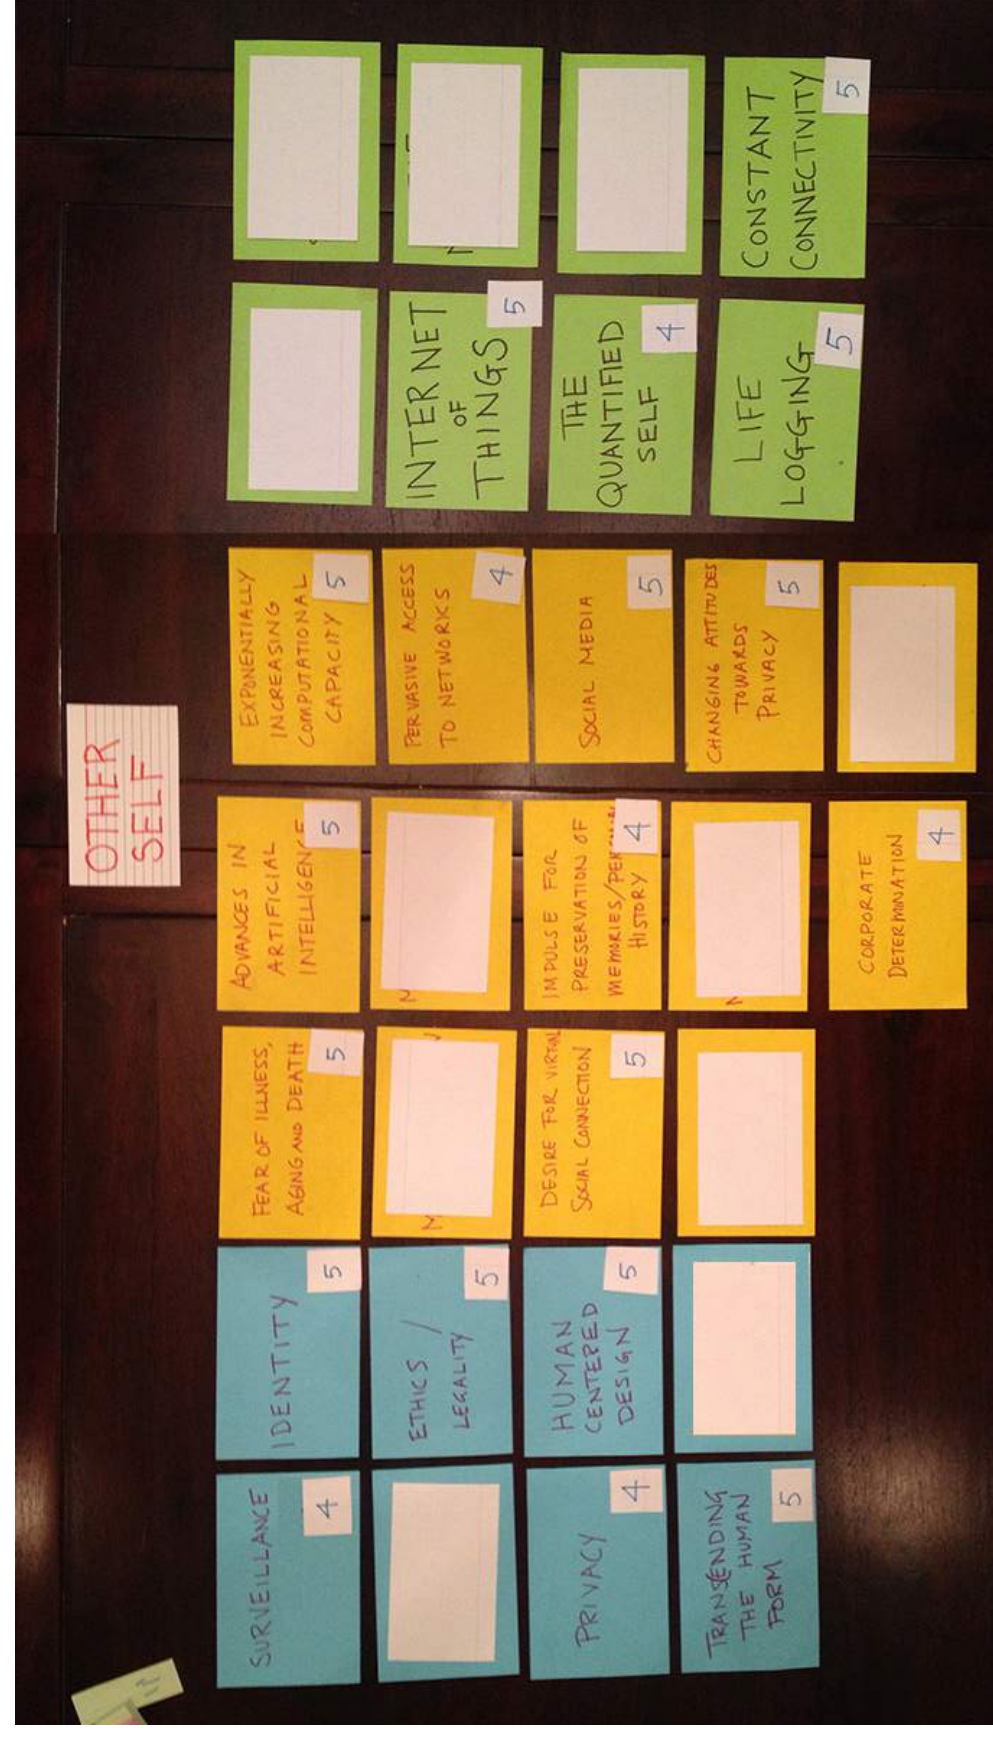 OTHER
SELF
SURVEILLANCE
4
IDENTITY
5
FEAR OF ILLNESS,
AGING AND DEATH
5
ADVANCES IN
ARTIFICIAL
INTELLIGENCE
5
EXPONENTIALLY
INCREASING
COMPUTATIONAL
CAPACITY
5
ETHICS /
LEGALITY
5
PERVASIVE ACCESS
TO NETWORKS
4
INTERNET
OF
THINGS
5
PRIVACY
4
HUMAN
CENTERED
DESIGN
5
DESIRE FOR VIRTUAL
SOCIAL CONNECTION
5
IMPULSE FOR
PRESERVATION OF
MEMORIES/
HISTORY
4
SOCIAL MEDIA
5
THE
QUANTIFIED
SELF
4
TRANSCENDING
THE HUMAN
FORM
5
CHANGING ATTITUDES
TOWARDS
PRIVACY
5
LIFE
LOGGING
5
CONSTANT
CONNECTIVITY
5
CORPORATE
DETERMINATION
4